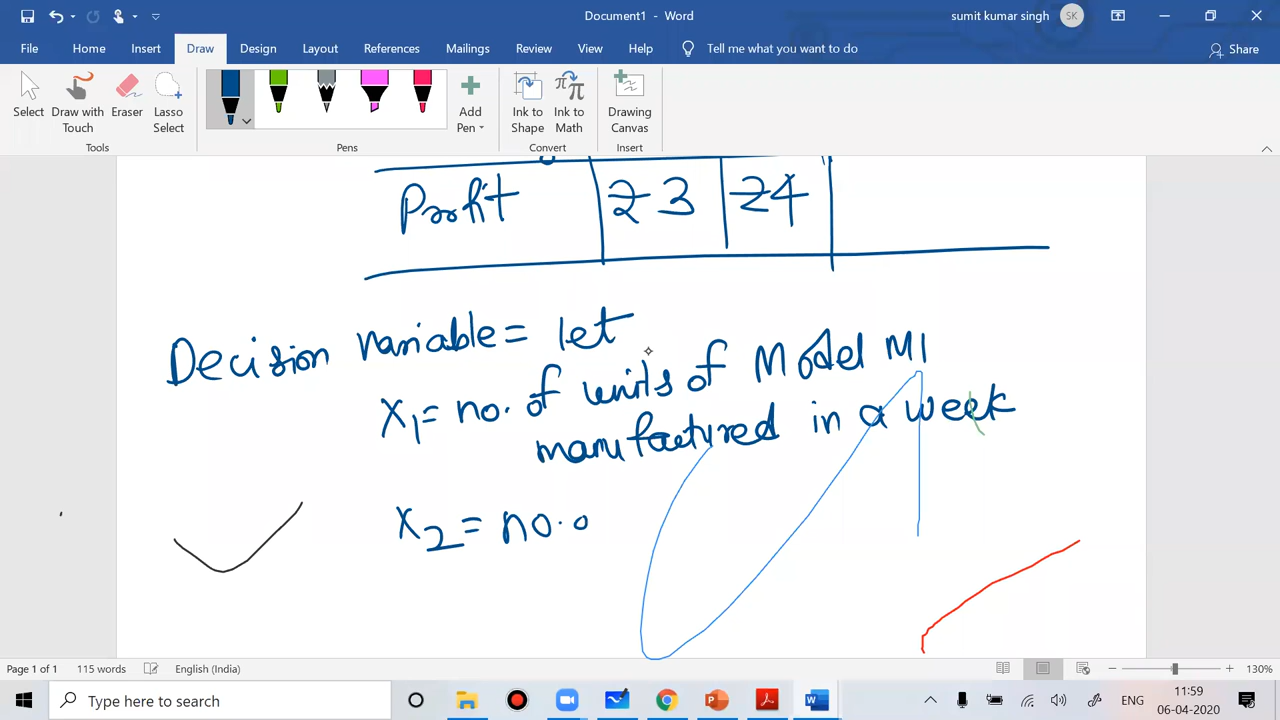 Document1 - Word
sumit kumar singh
SK
File Home Insert Draw Design Layout References Mailings Review View Help Tell me what you want to do Share
Select
Draw with Touch
Eraser
Lasso Select
Add Pen
Ink to Shape
Ink to Math
Drawing Canvas
Tools
Pens
Convert
Insert
Profit
Decision variable = let
X1 = no. of units of Model M1
manufactured in a week
X2 = no. o
Page 1 of 1 115 words English (India) 130%
Type here to search
ENG
11:59
06-04-2020